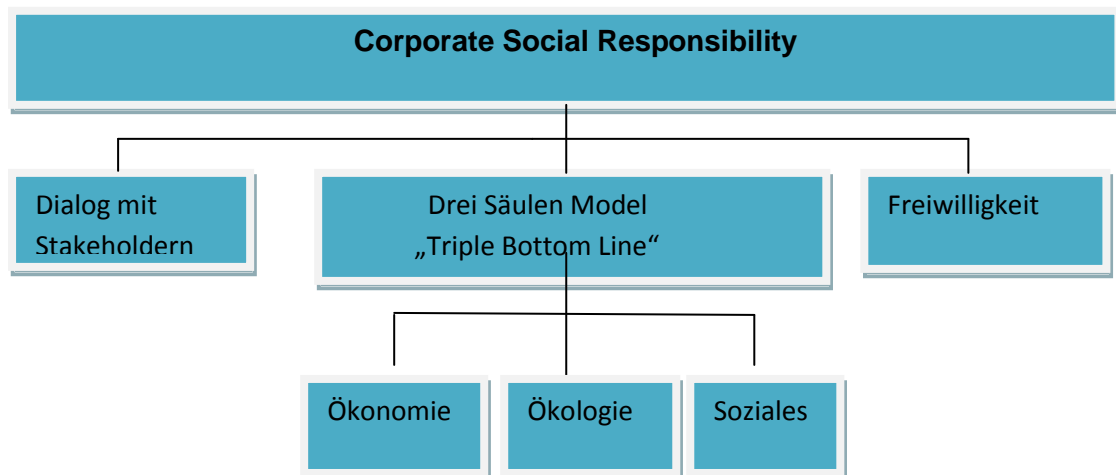 Corporate Social Responsibility
Dialog mit
Stakeholdern
Drei Säulen Model
„Triple Bottom Line“
Freiwilligkeit
Ökonomie
Ökologie
Soziales